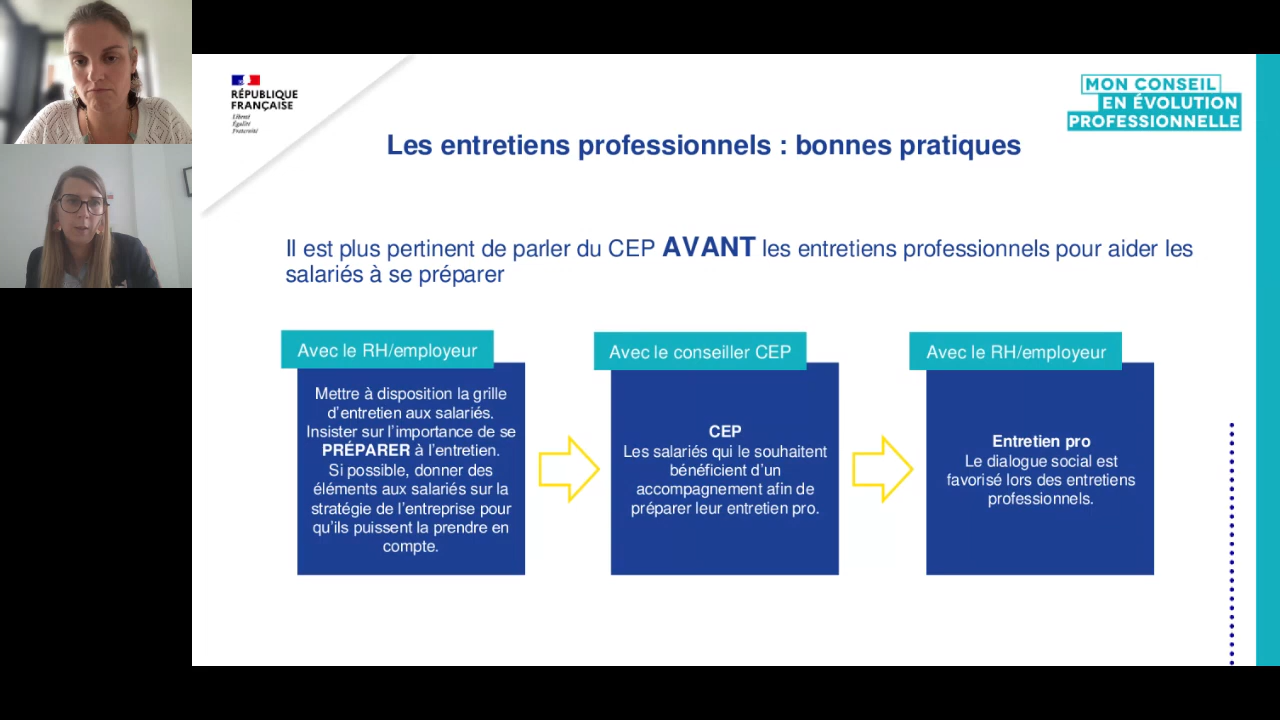 RÉPUBLIQUE
FRANÇAISE
Liberté
Égalité
Fraternité
MON CONSEIL
EN ÉVOLUTION
PROFESSIONNELLE
Les entretiens professionnels : bonnes pratiques
Il est plus pertinent de parler du CEP AVANT les entretiens professionnels pour aider les
salariés à se préparer
Avec le RH/employeur
Mettre à disposition la grille
d'entretien aux salariés.
Insister sur l'importance de se
PRÉPARER à l'entretien.
Si possible, donner des
éléments aux salariés sur la
stratégie de l'entreprise pour
qu'ils puissent la prendre en
compte.
Avec le conseiller CEP
CEP
Les salariés qui le souhaitent
bénéficient d'un
accompagnement afin de
préparer leur entretien pro.
Avec le RH/employeur
Entretien pro
Le dialogue social est
favorisé lors des entretiens
professionnels.